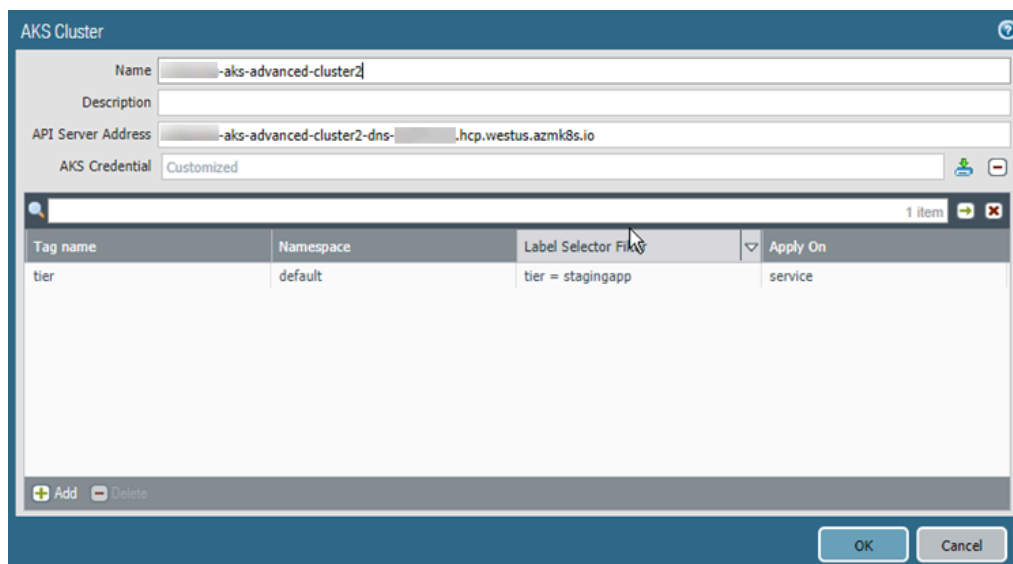 AKS Cluster
Name -aks-advanced-cluster2
Description
API Server Address -aks-advanced-cluster2-dns- .hcp.westus.azmk8s.io
AKS Credential Customized
1 item
Tag name Namespace Label Selector Filter Apply On
tier default tier = stagingapp service
Add Delete
OK Cancel